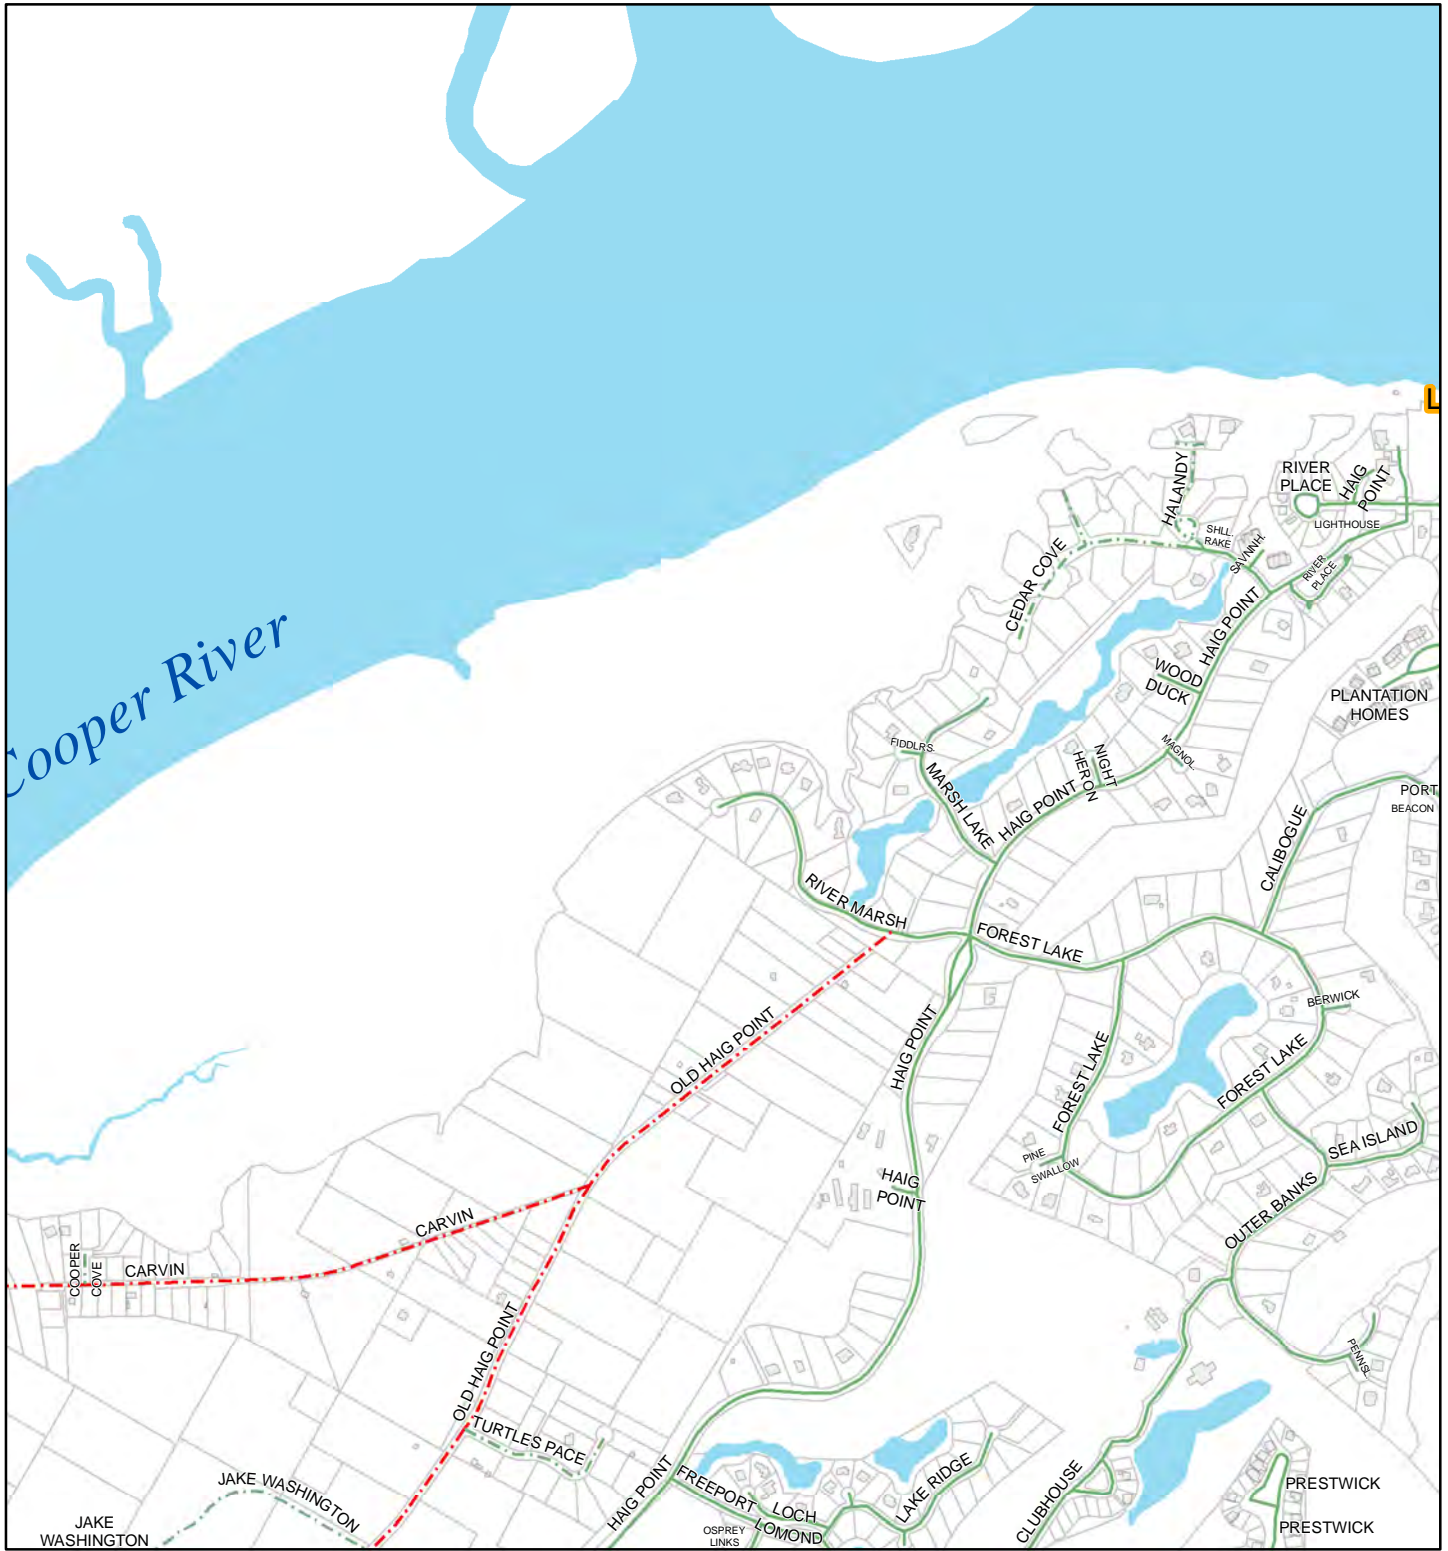 L
RIVER
PLACE
HAIG
POINT
HALANDY
LIGHTHOUSE
SHLL.
RAKE
SAVNNH.
CEDAR COVE
RIVER
PLACE
HAIG POINT
Cooper River
WOOD
DUCK
PLANTATION
HOMES
FIDDLRS.
MAGNOL.
NIGHT
HERON
MARSH LAKE
HAIG POINT
PORT
BEACON
CALIBOGUE
RIVER MARSH
FOREST LAKE
BERWICK
OLD HAIG POINT
HAIG POINT
FOREST LAKE
FOREST LAKE
SEA ISLAND
PINE
SWALLOW
HAIG
POINT
OUTER BANKS
CARVIN
COOPER
COVE
CARVIN
OLD HAIG POINT
PENNSL.
TURTLES PACE
JAKE WASHINGTON
HAIG POINT
FREEPORT
LAKE RIDGE
CLUBHOUSE
PRESTWICK
LOCH
LOMOND
JAKE
WASHINGTON
OSPREY
LINKS
PRESTWICK